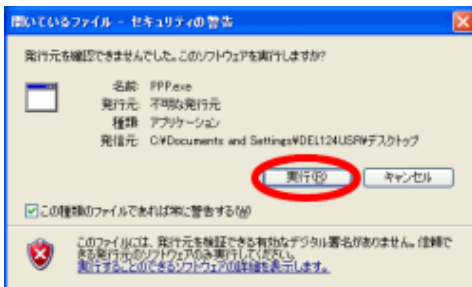 開いているファイル - セキュリティの警告
発行元を確認できませんでした。このソフトウェアを実行しますか?
名前: PPP.exe
発行元: 不明な発行元
種類: アプリケーション
発信元: C:¥Documents and Settings¥DEL124USR¥デスクトップ
実行(R)
キャンセル
この種類のファイルであれば常に警告する(W)
このファイルには、発行元を検証できる有効なデジタル署名がありません。信頼で
きる発行元のソフトウェアのみ実行してください。
実行することのできるソフトウェアの詳細を表示します。